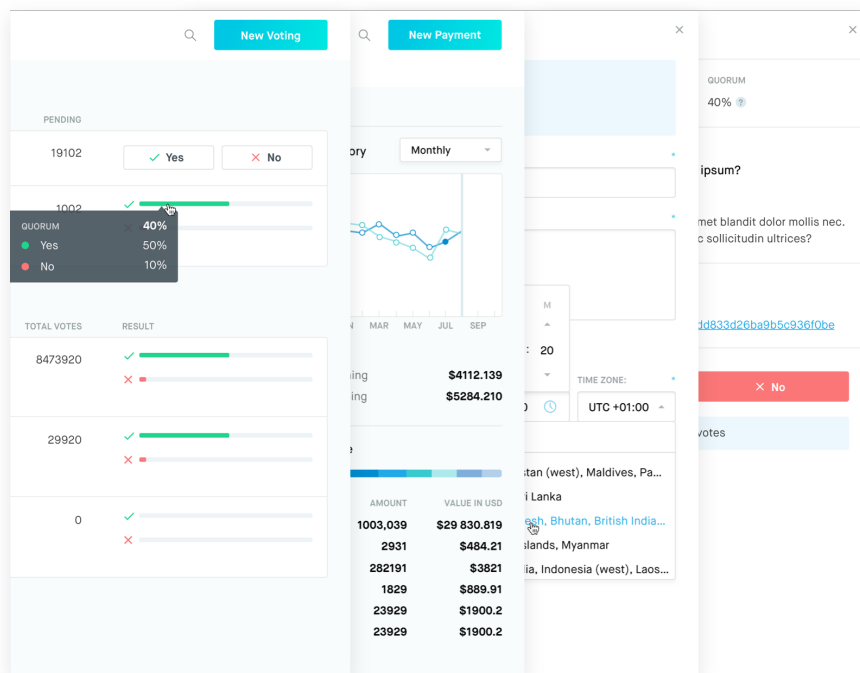 New Voting
PENDING
19102
Yes
No
1002
QUORUM 40%
Yes 50%
No 10%
TOTAL VOTES RESULT
8473920
29920
0
New Payment
ory Monthly
MAR MAY JUL SEP
ing $4112.139
ing $5284.210
e
AMOUNT VALUE IN USD
1003,039 $29 830.819
2931 $484.21
282191 $3821
1829 $889.91
23929 $1900.2
23929 $1900.2
*
*
M
: 20
TIME ZONE: *
UTC +01:00
stan (west), Maldives, Pa...
ri Lanka
esh, Bhutan, British India...
slands, Myanmar
ia, Indonesia (west), Laos...
QUORUM
40% ?
ipsum?
met blandit dolor mollis nec.
c sollicitudin ultrices?
dd833d26ba9b5c936f0be
No
votes